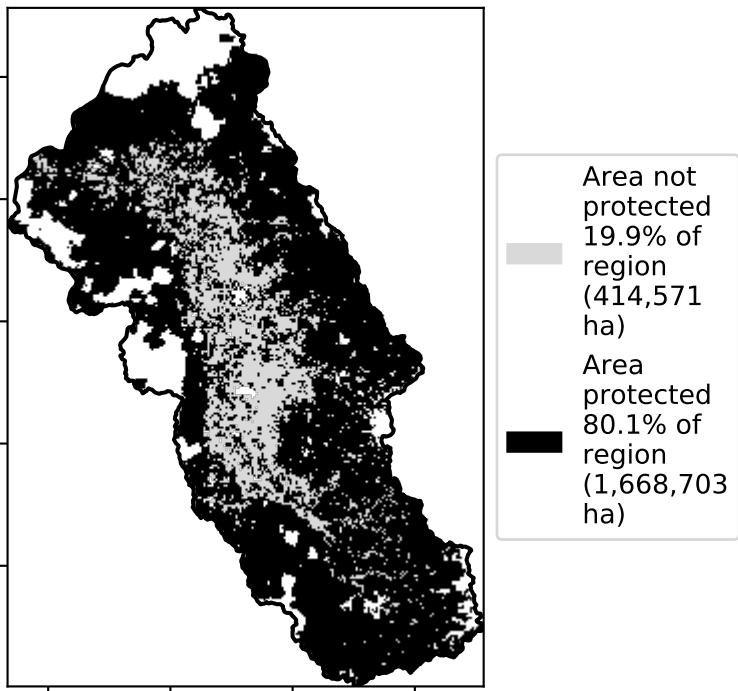 Area not
protected
19.9% of
region
(414,571
ha)
Area
protected
80.1% of
region
(1,668,703
ha)